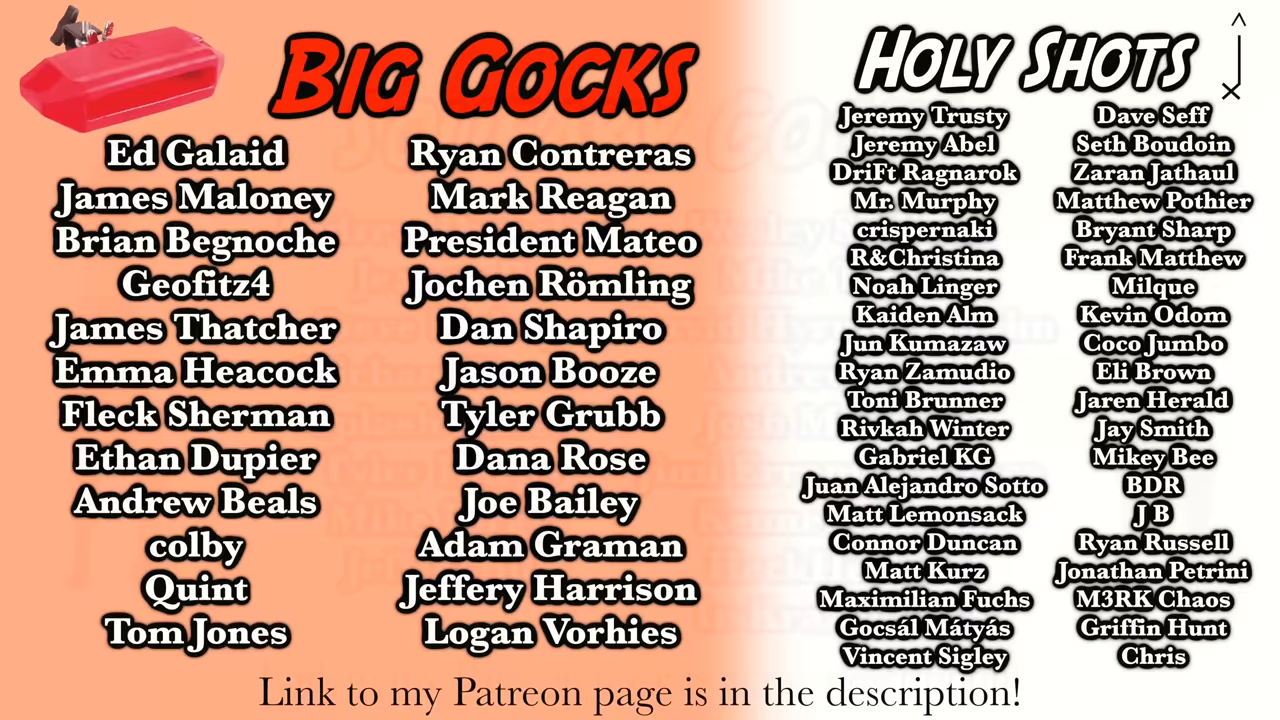 BIG GOCKS
Ed Galaid
James Maloney
Brian Begnoche
Geofitz4
James Thatcher
Emma Heacock
Fleck Sherman
Ethan Dupier
Andrew Beals
colby
Quint
Tom Jones
Ryan Contreras
Mark Reagan
President Mateo
Jochen Römling
Dan Shapiro
Jason Booze
Tyler Grubb
Dana Rose
Joe Bailey
Adam Graman
Jeffery Harrison
Logan Vorhies
HOLY SHOTS
Jeremy Trusty
Jeremy Abel
DriFt Ragnarok
Mr. Murphy
crispernaki
R&Christina
Noah Linger
Kaiden Alm
Jun Kumazaw
Ryan Zamudio
Toni Brunner
Rivkah Winter
Gabriel KG
Juan Alejandro Sotto
Matt Lemonsack
Connor Duncan
Matt Kurz
Maximilian Fuchs
Gocsál Mátyás
Vincent Sigley
Dave Seff
Seth Boudoin
Zaran Jathaul
Matthew Pothier
Bryant Sharp
Frank Matthew
Milque
Kevin Odom
Coco Jumbo
Eli Brown
Jaren Herald
Jay Smith
Mikey Bee
BDR
J B
Ryan Russell
Jonathan Petrini
M3RK Chaos
Griffin Hunt
Chris
Link to my Patreon page is in the description!